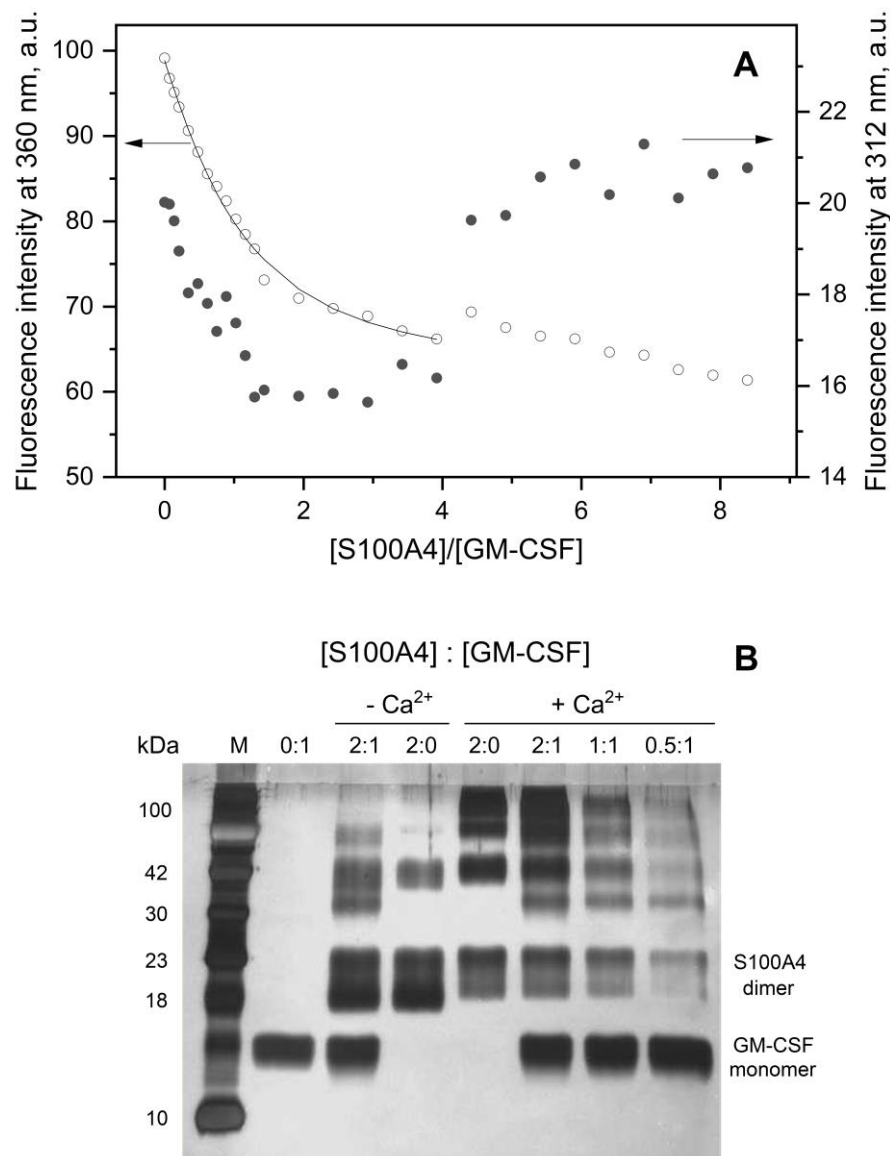 A
Fluorescence intensity at 360 nm, a.u.
100
90
80
70
60
50
Fluorescence intensity at 312 nm, a.u.
22
20
18
16
14
0 2 4 6 8
[S100A4]/[GM-CSF]
[S100A4] : [GM-CSF] B
- Ca²⁺ + Ca²⁺
kDa M 0:1 2:1 2:0 2:0 2:1 1:1 0.5:1
100
42
30
23
18
10
S100A4
dimer
GM-CSF
monomer